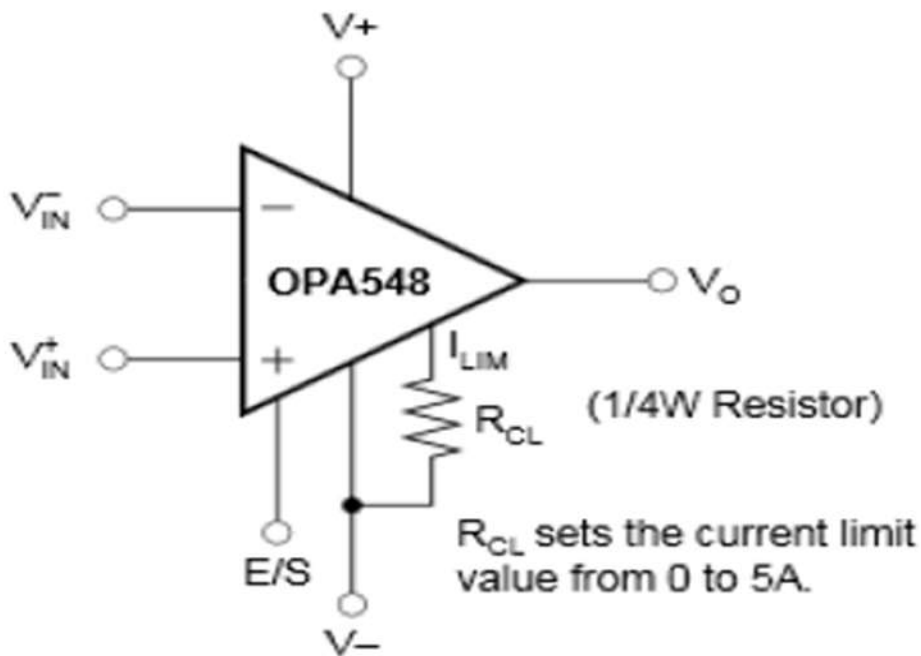 V+
V−IN
−
OPA548
VO
V+IN
+
ILIM
RCL
(1/4W Resistor)
E/S
RCL sets the current limit
value from 0 to 5A.
V–